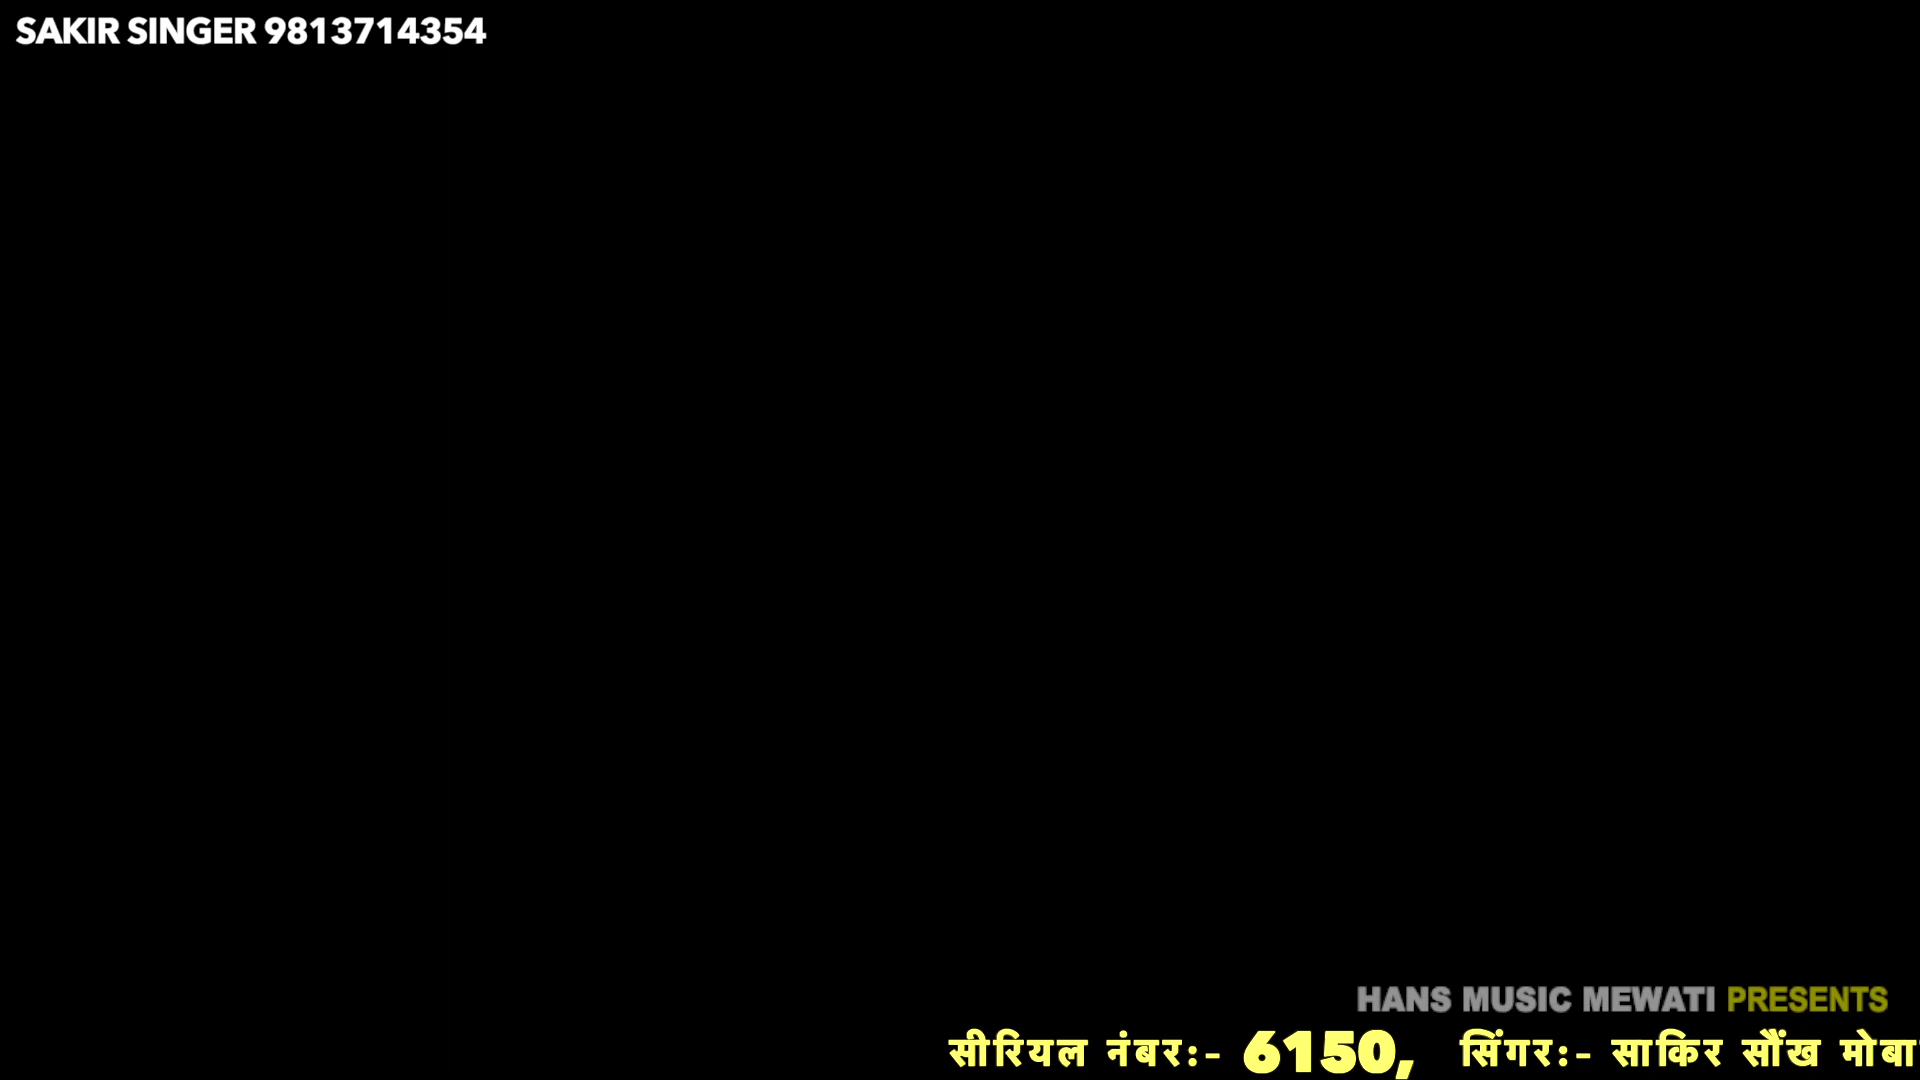 SAKIR SINGER 9813714354
HANS MUSIC MEWATI PRESENTS
सीरियल नंबर:- 6150, सिंगर:- साकिर सौंख मोबा